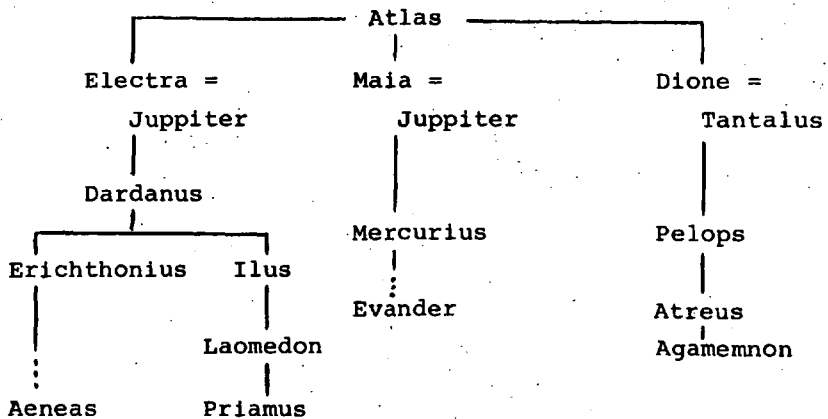 Atlas
Electra = Maia = Dione =
Juppiter Juppiter Tantalus
Dardanus
Mercurius Pelops
Erichthonius Ilus
Evander Atreus
Laomedon Agamemnon
Aeneas Priamus